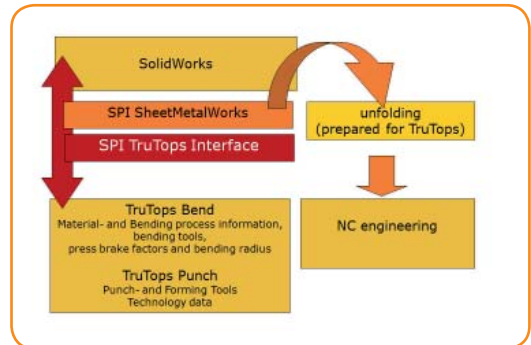 SolidWorks
SPI SheetMetalWorks
SPI TruTops Interface
unfolding
(prepared for TruTops)
TruTops Bend
Material- and Bending process information,
bending tools,
press brake factors and bending radius
TruTops Punch
Punch- and Forming Tools
Technology data
NC engineering